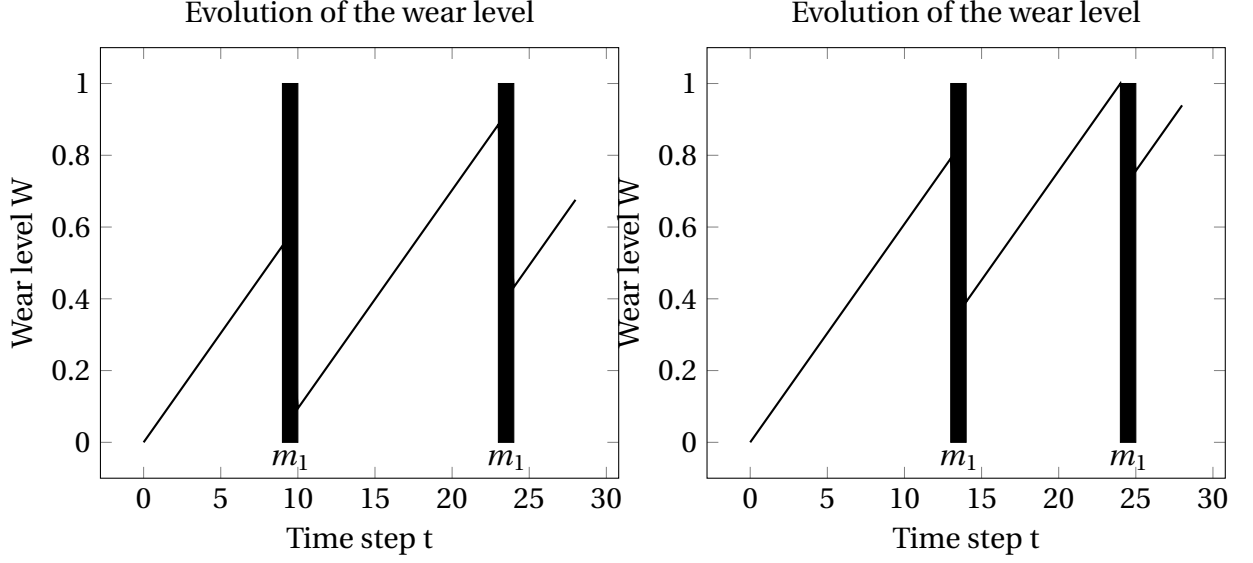 Evolution of the wear level
Wear level W
1
0.8
0.6
0.4
0.2
0
m1
m1
0 5 10 15 20 25 30
Time step t
Evolution of the wear level
Wear level W
1
0.8
0.6
0.4
0.2
0
m1
m1
0 5 10 15 20 25 30
Time step t